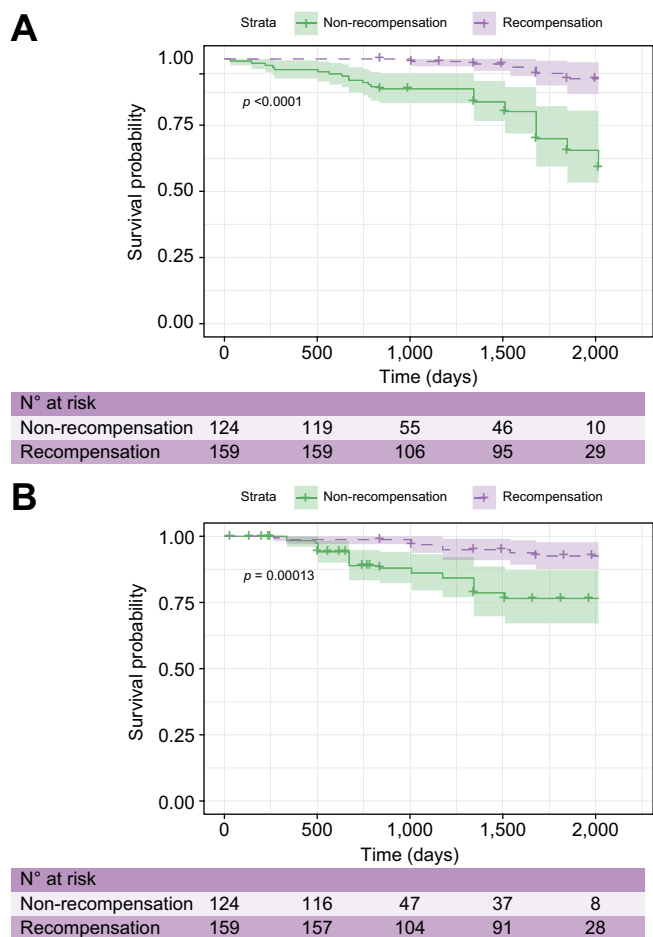 A
Strata Non-recompensation Recompensation
1.00
0.75
0.50
0.25
0.00
Survival probability
p <0.0001
0 500 1,000 1,500 2,000
Time (days)
N° at risk
Non-recompensation 124 119 55 46 10
Recompensation 159 159 106 95 29
B
Strata Non-recompensation Recompensation
1.00
0.75
0.50
0.25
0.00
Survival probability
p = 0.00013
0 500 1,000 1,500 2,000
Time (days)
N° at risk
Non-recompensation 124 116 47 37 8
Recompensation 159 157 104 91 28